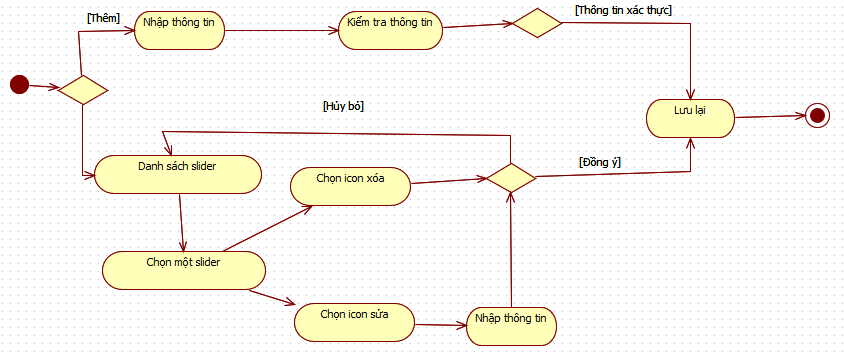 [Thêm]
Nhập thông tin
Kiểm tra thông tin
[Thông tin xác thực]
[Hủy bỏ]
Lưu lại
Danh sách slider
Chọn icon xóa
[Đồng ý]
Chọn một slider
Chọn icon sửa
Nhập thông tin